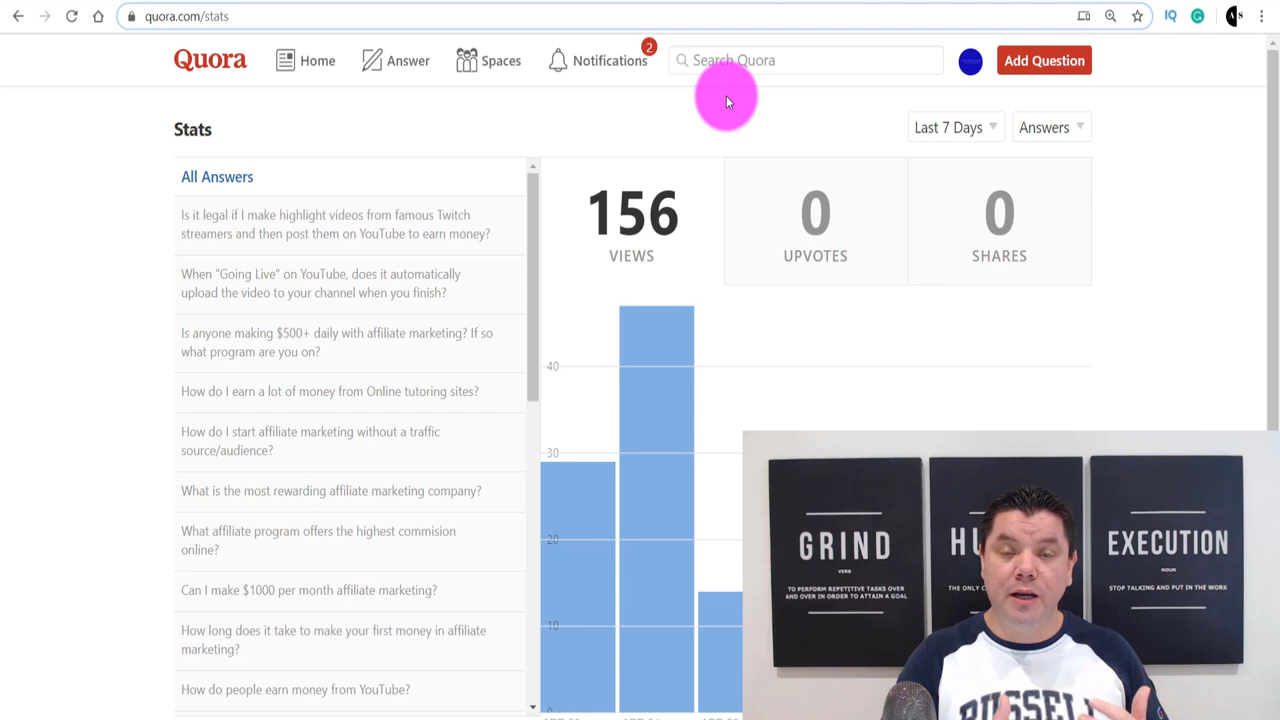 quora.com/stats
IQ
Quora
Home
Answer
Spaces
Notifications
2
Search Quora
Add Question
Stats
Last 7 Days
Answers
All Answers
Is it legal if I make highlight videos from famous Twitch
streamers and then post them on YouTube to earn money?
When "Going Live" on YouTube, does it automatically
upload the video to your channel when you finish?
Is anyone making $500+ daily with affiliate marketing? If so
what program are you on?
How do I earn a lot of money from Online tutoring sites?
How do I start affiliate marketing without a traffic
source/audience?
What is the most rewarding affiliate marketing company?
What affiliate program offers the highest commision
online?
Can I make $1000 per month affiliate marketing?
How long does it take to make your first money in affiliate
marketing?
How do people earn money from YouTube?
156
VIEWS
0
UPVOTES
0
SHARES
40
30
20
10
0
GRIND
VERB
TO PERFORM REPETITIVE TASKS OVER
AND OVER IN ORDER TO ATTAIN A GOAL
THE ONLY
EXECUTION
NOUN
STOP TALKING AND PUT IN THE WORK
RUSSELL